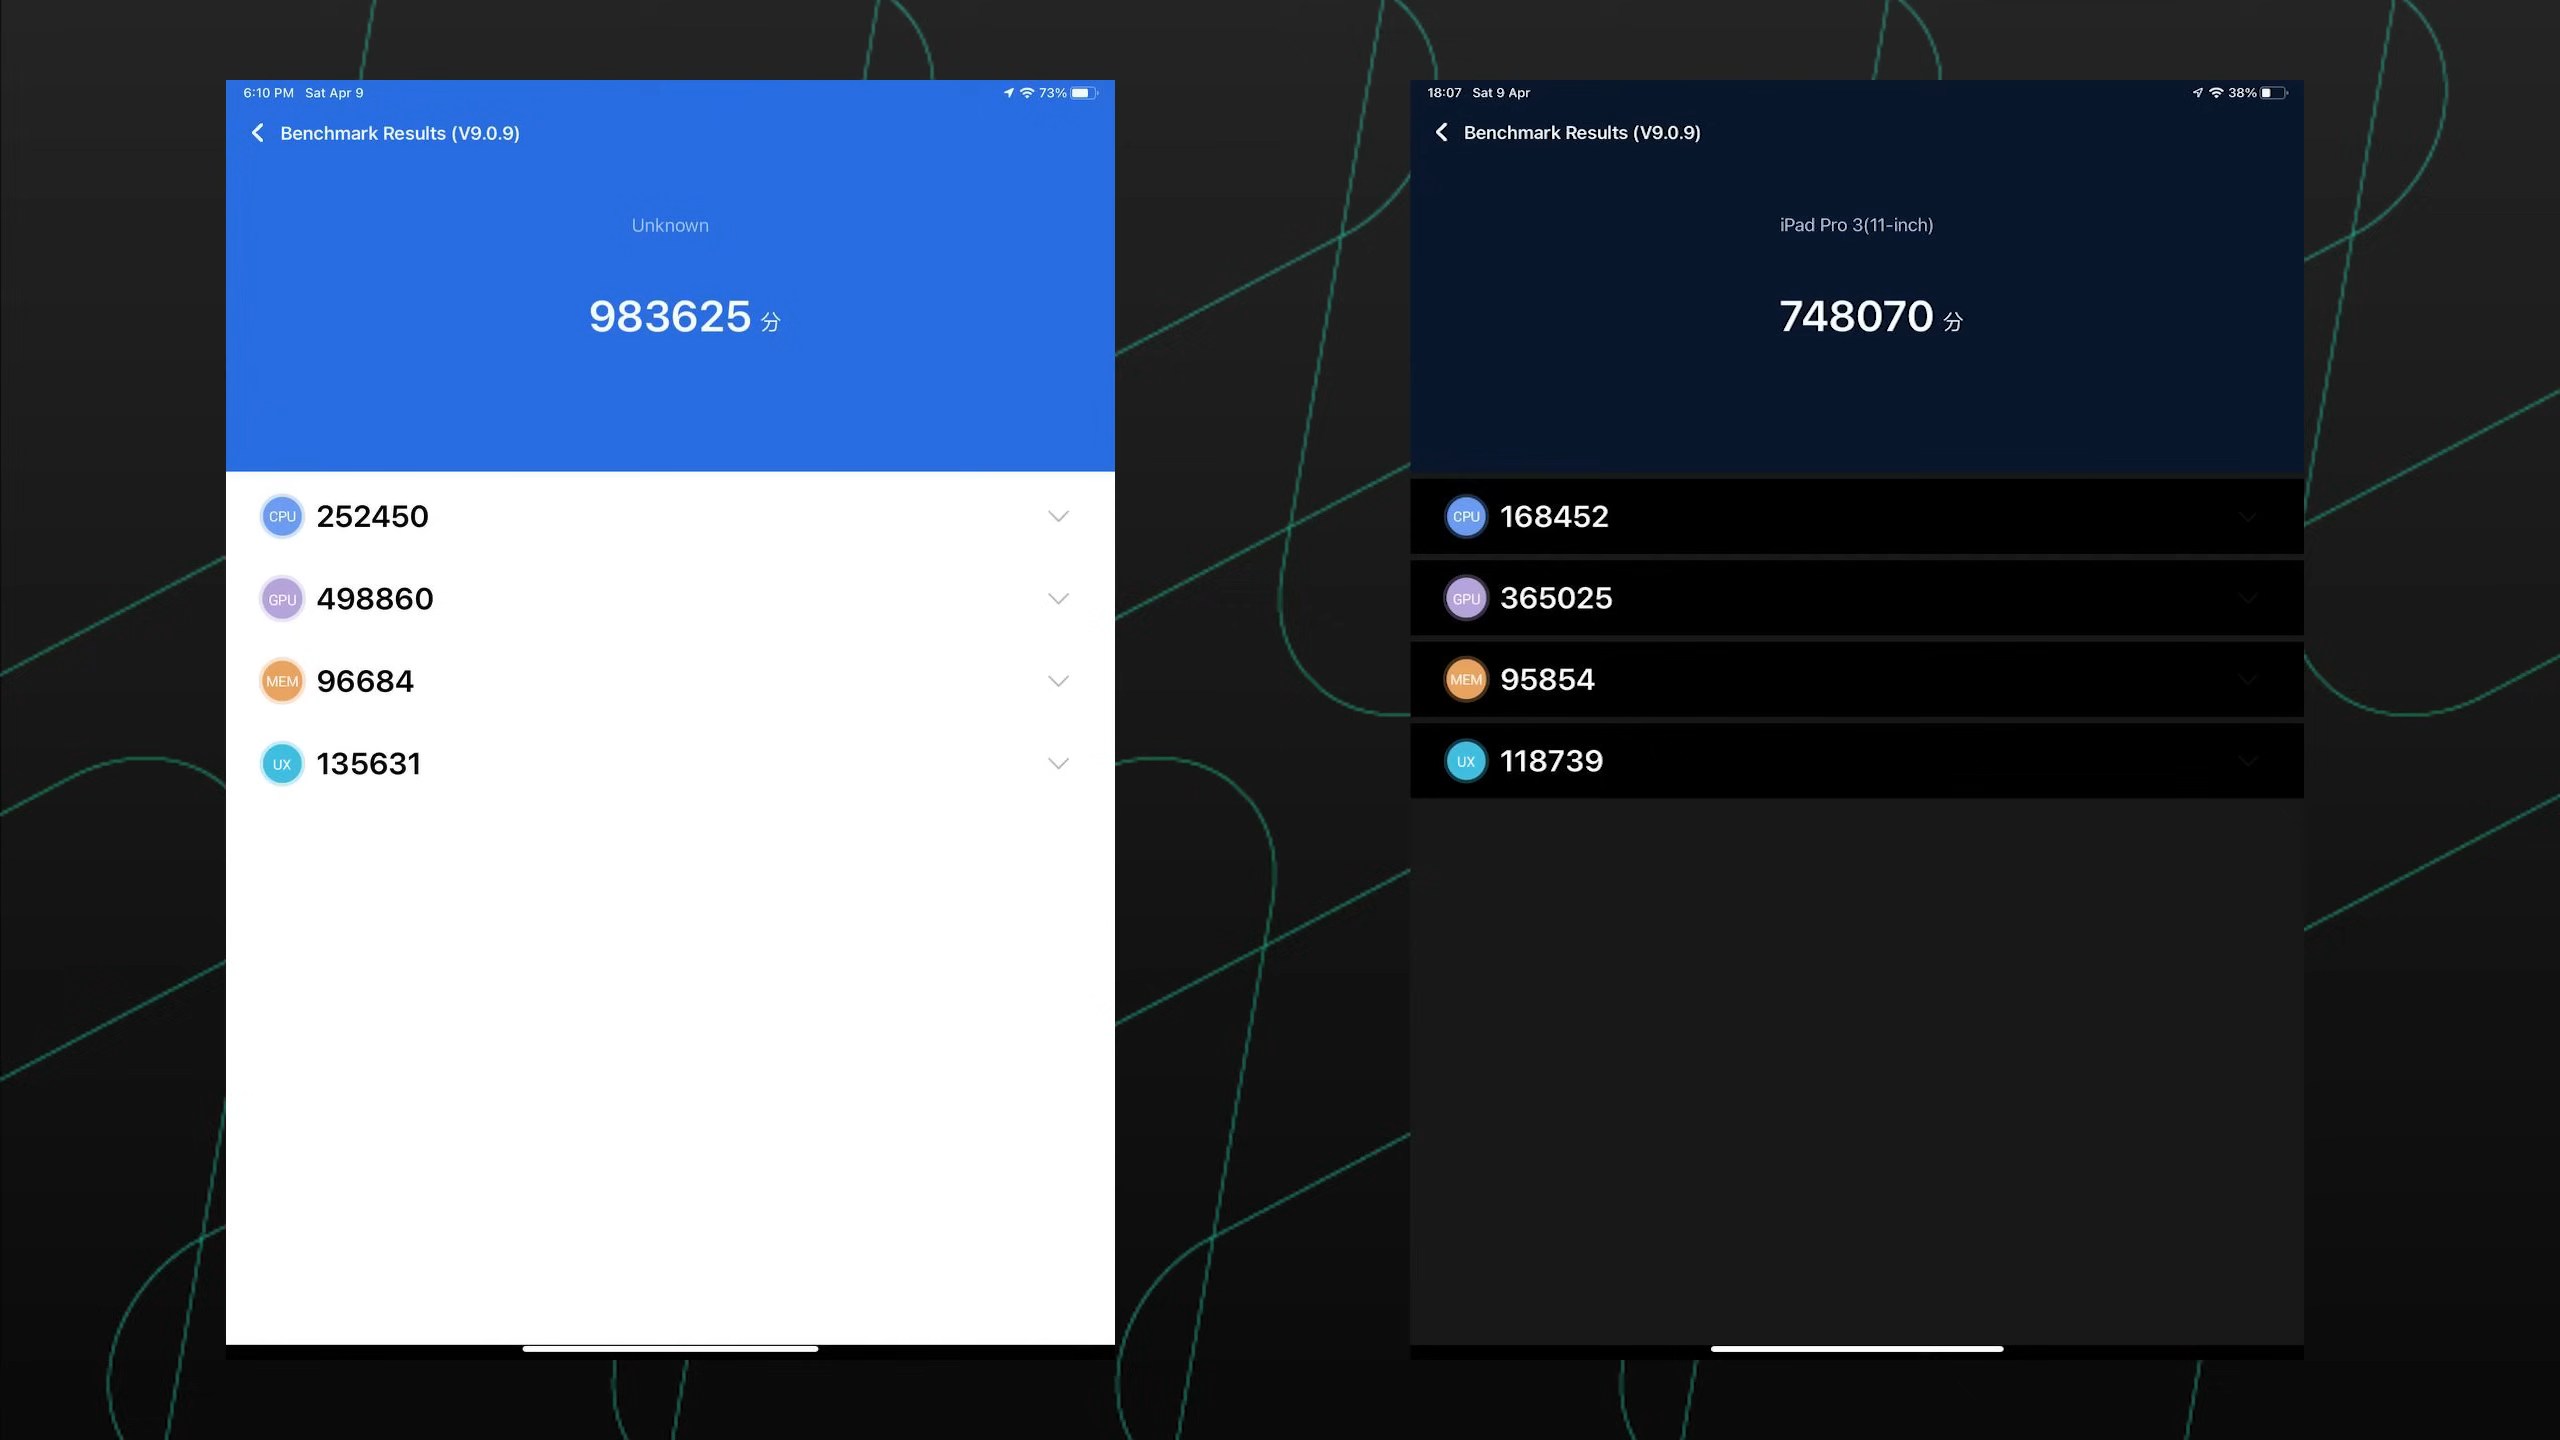 6:10 PM Sat Apr 9
73%
Benchmark Results (V9.0.9)
Unknown
983625 分
CPU 252450
GPU 498860
MEM 96684
UX 135631
18:07 Sat 9 Apr
38%
Benchmark Results (V9.0.9)
iPad Pro 3(11-inch)
748070 分
CPU 168452
GPU 365025
MEM 95854
UX 118739